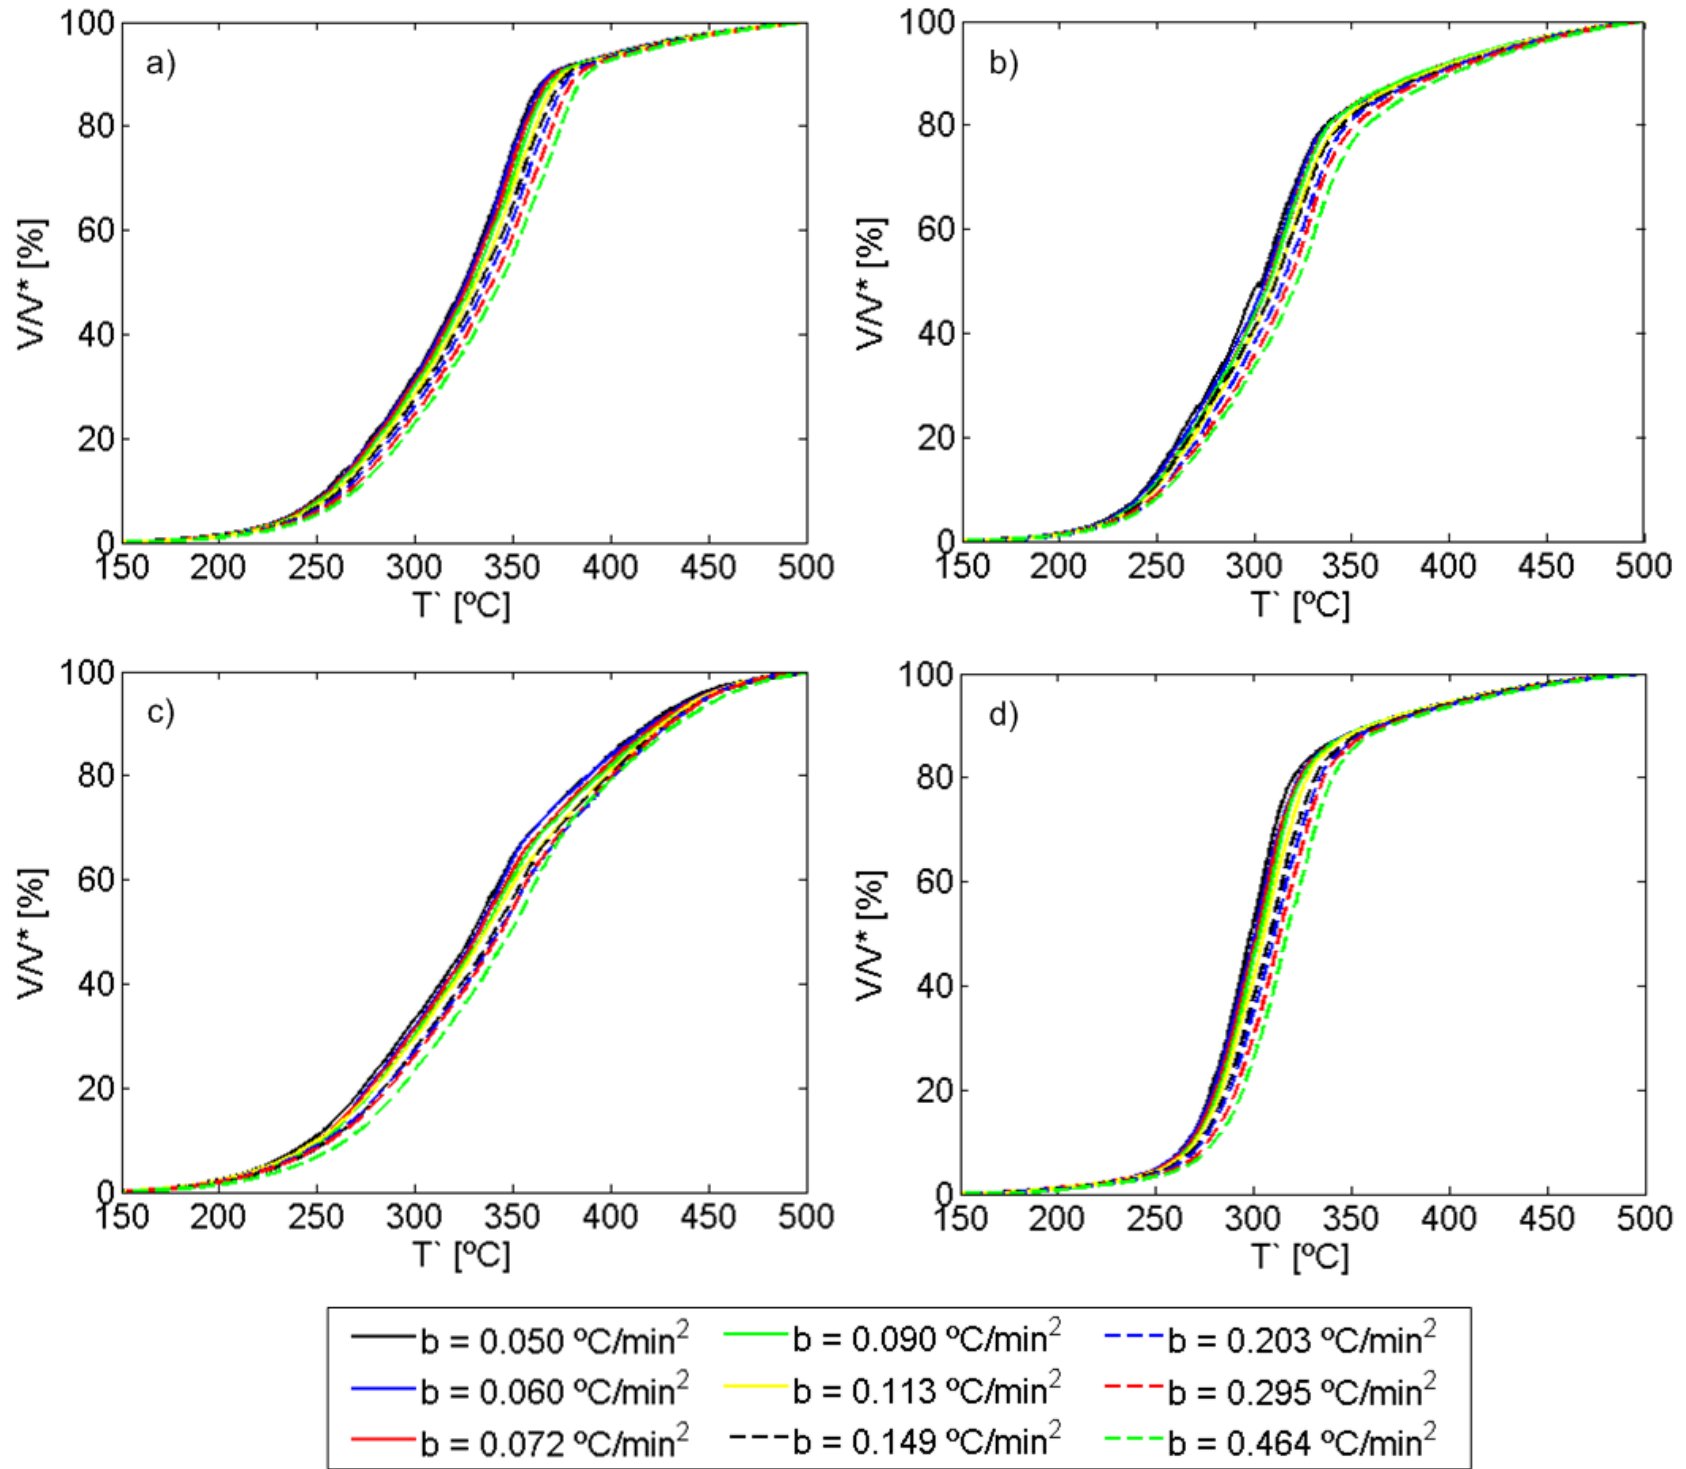 a)
V/V* [%]
100
80
60
40
20
0
150 200 250 300 350 400 450 500
T` [ºC]
b)
V/V* [%]
100
80
60
40
20
0
150 200 250 300 350 400 450 500
T` [ºC]
c)
V/V* [%]
100
80
60
40
20
0
150 200 250 300 350 400 450 500
T` [ºC]
d)
V/V* [%]
100
80
60
40
20
0
150 200 250 300 350 400 450 500
T` [ºC]
b = 0.050 ºC/min² b = 0.090 ºC/min² b = 0.203 ºC/min²
b = 0.060 ºC/min² b = 0.113 ºC/min² b = 0.295 ºC/min²
b = 0.072 ºC/min² b = 0.149 ºC/min² b = 0.464 ºC/min²